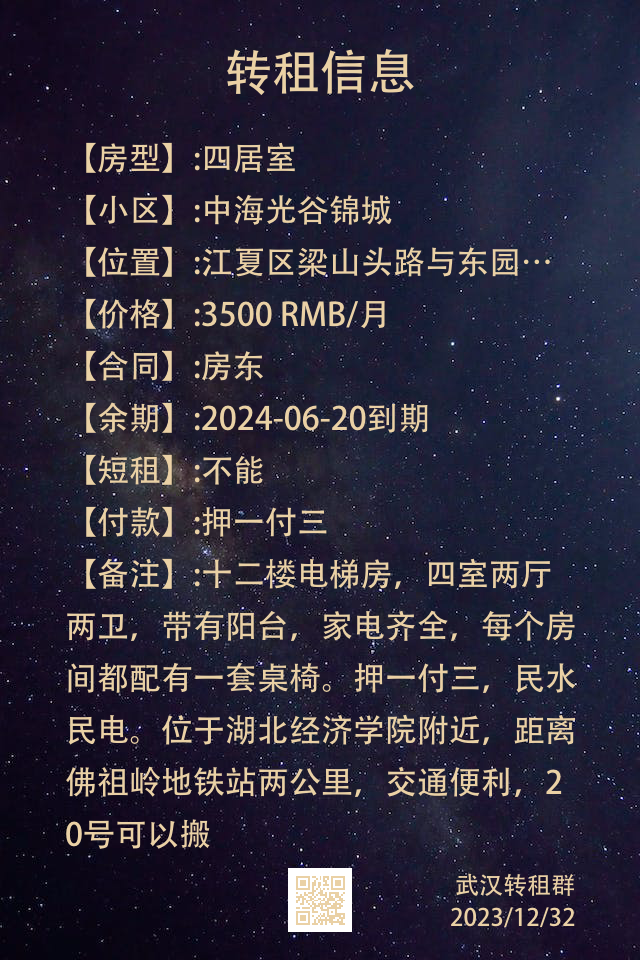 转租信息
【房型】:四居室
【小区】:中海光谷锦城
【位置】:江夏区梁山头路与东园…
【价格】:3500 RMB/月
【合同】:房东
【余期】:2024-06-20到期
【短租】:不能
【付款】:押一付三
【备注】:十二楼电梯房，四室两厅
两卫，带有阳台，家电齐全，每个房
间都配有一套桌椅。押一付三，民水
民电。位于湖北经济学院附近，距离
佛祖岭地铁站两公里，交通便利，2
0号可以搬
武汉转租群
2023/12/32